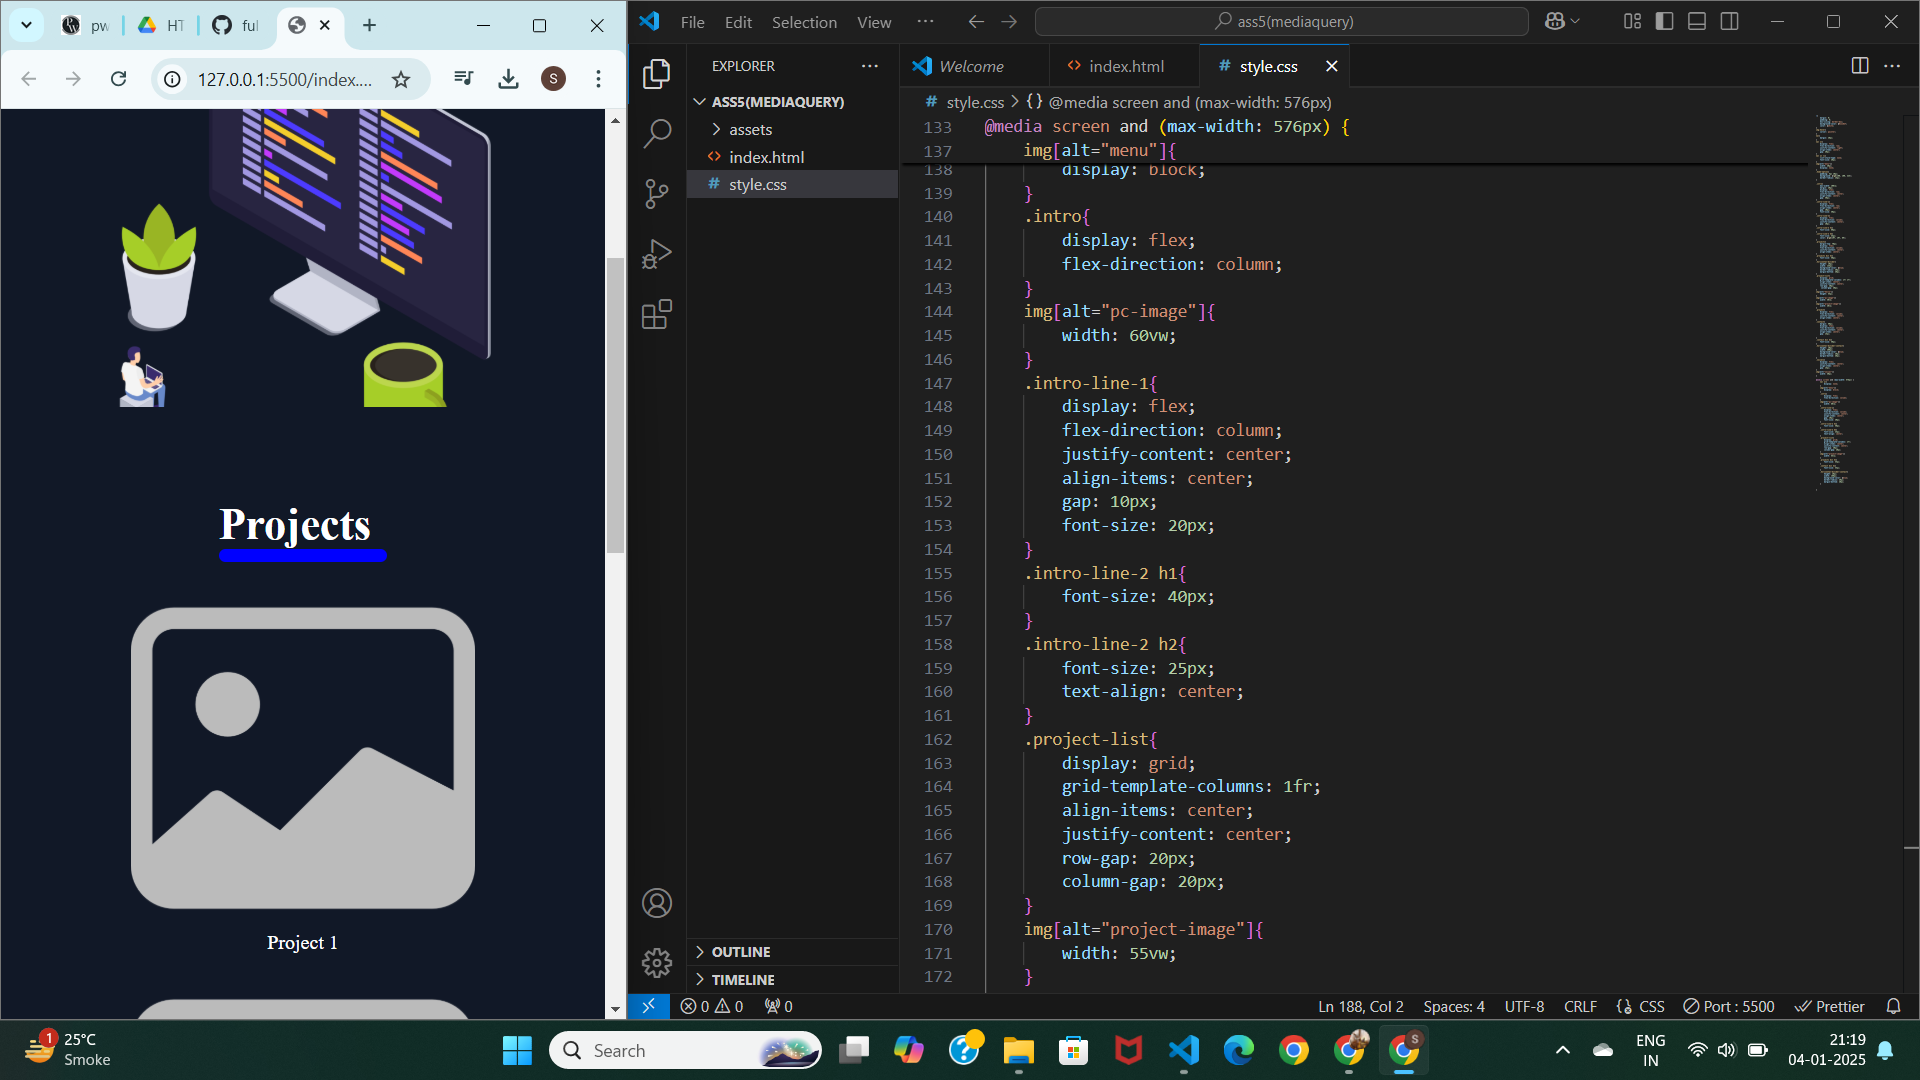 pw
HT
ful
127.0.0.1:5500/index....
S
Projects
Project 1
File Edit Selection View ...
ass5(mediaquery)
EXPLORER
ASS5(MEDIAQUERY)
assets
index.html
# style.css
OUTLINE
TIMELINE
Welcome
index.html
# style.css
# style.css > {} @media screen and (max-width: 576px)
133 @media screen and (max-width: 576px) {
137 img[alt="menu"]{
138 display: block;
139 }
140 .intro{
141 display: flex;
142 flex-direction: column;
143 }
144 img[alt="pc-image"]{
145 width: 60vw;
146 }
147 .intro-line-1{
148 display: flex;
149 flex-direction: column;
150 justify-content: center;
151 align-items: center;
152 gap: 10px;
153 font-size: 20px;
154 }
155 .intro-line-2 h1{
156 font-size: 40px;
157 }
158 .intro-line-2 h2{
159 font-size: 25px;
160 text-align: center;
161 }
162 .project-list{
163 display: grid;
164 grid-template-columns: 1fr;
165 align-items: center;
166 justify-content: center;
167 row-gap: 20px;
168 column-gap: 20px;
169 }
170 img[alt="project-image"]{
171 width: 55vw;
172 }
0 0 0
Ln 188, Col 2 Spaces: 4 UTF-8 CRLF {} CSS Port : 5500 Prettier
1
25°C
Smoke
Search
S
ENG
IN
21:19
04-01-2025